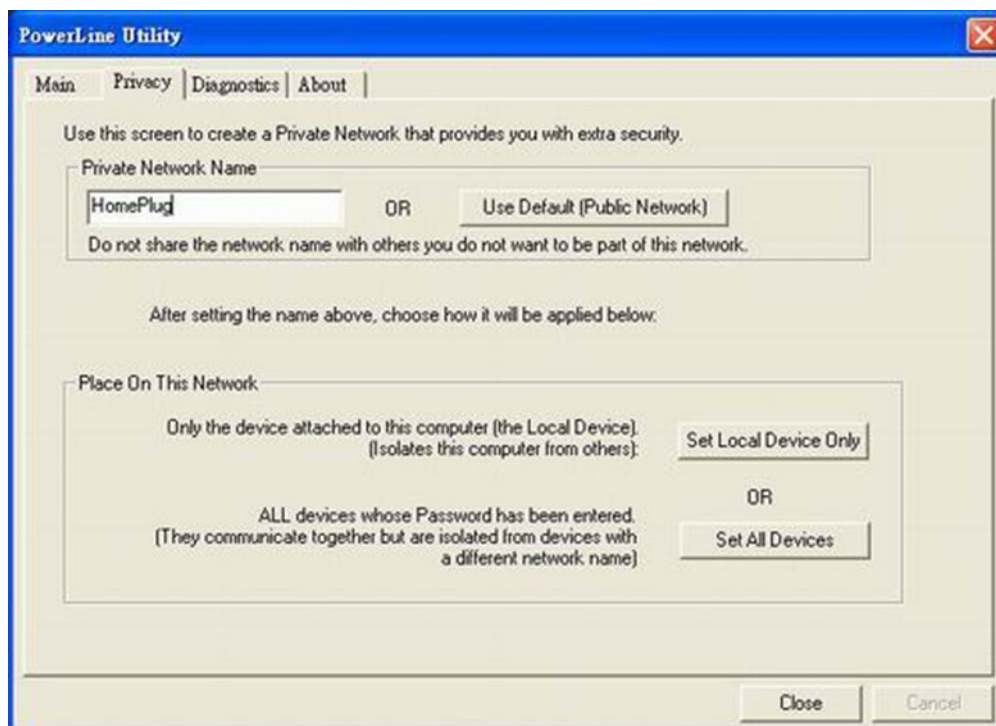 PowerLine Utility
Main Privacy Diagnostics About
Use this screen to create a Private Network that provides you with extra security.
Private Network Name
HomePlug OR Use Default (Public Network)
Do not share the network name with others you do not want to be part of this network.
After setting the name above, choose how it will be applied below:
Place On This Network
Only the device attached to this computer (the Local Device).
(Isolates this computer from others):
Set Local Device Only
OR
ALL devices whose Password has been entered.
(They communicate together but are isolated from devices with
a different network name)
Set All Devices
Close Cancel